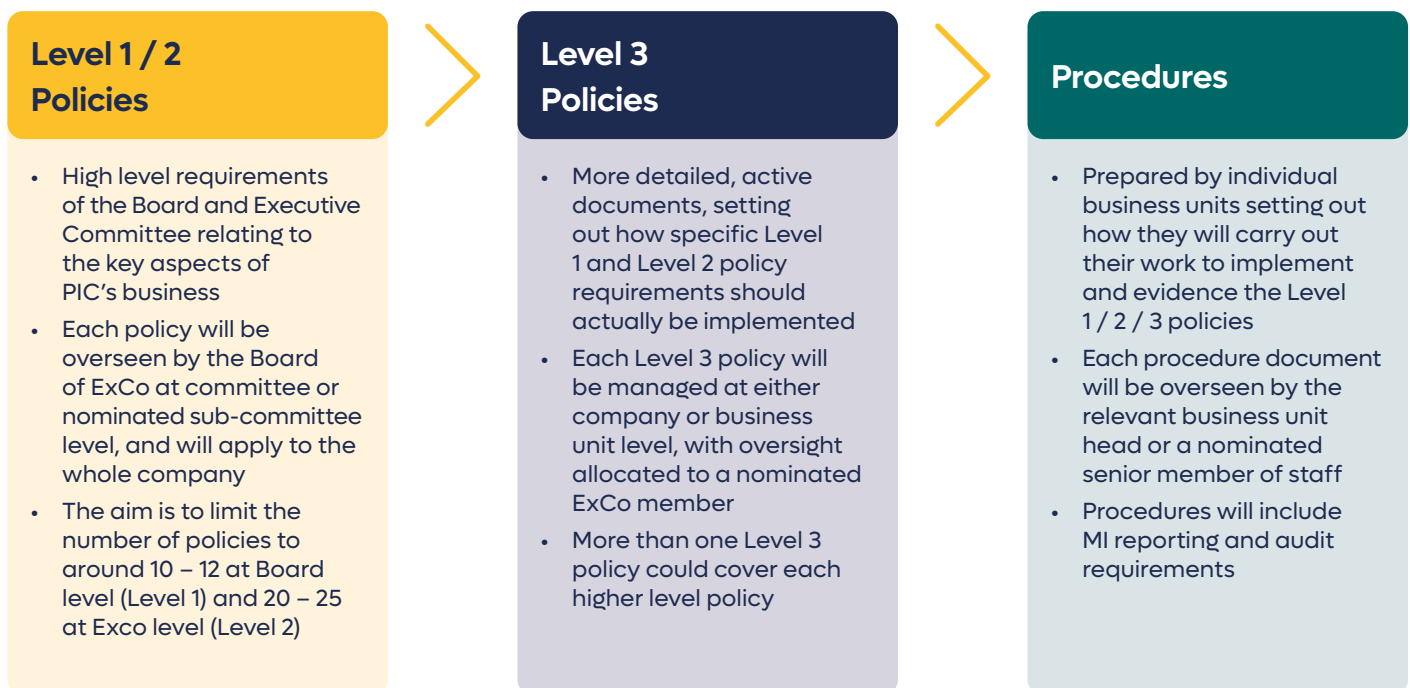 Level 1 / 2
Policies
• High level requirements
of the Board and Executive
Committee relating to
the key aspects of
PIC's business
• Each policy will be
overseen by the Board
of ExCo at committee or
nominated sub-committee
level, and will apply to the
whole company
• The aim is to limit the
number of policies to
around 10 – 12 at Board
level (Level 1) and 20 – 25
at Exco level (Level 2)
Level 3
Policies
• More detailed, active
documents, setting
out how specific Level
1 and Level 2 policy
requirements should
actually be implemented
• Each Level 3 policy will
be managed at either
company or business
unit level, with oversight
allocated to a nominated
ExCo member
• More than one Level 3
policy could cover each
higher level policy
Procedures
• Prepared by individual
business units setting out
how they will carry out
their work to implement
and evidence the Level
1 / 2 / 3 policies
• Each procedure document
will be overseen by the
relevant business unit
head or a nominated
senior member of staff
• Procedures will include
MI reporting and audit
requirements